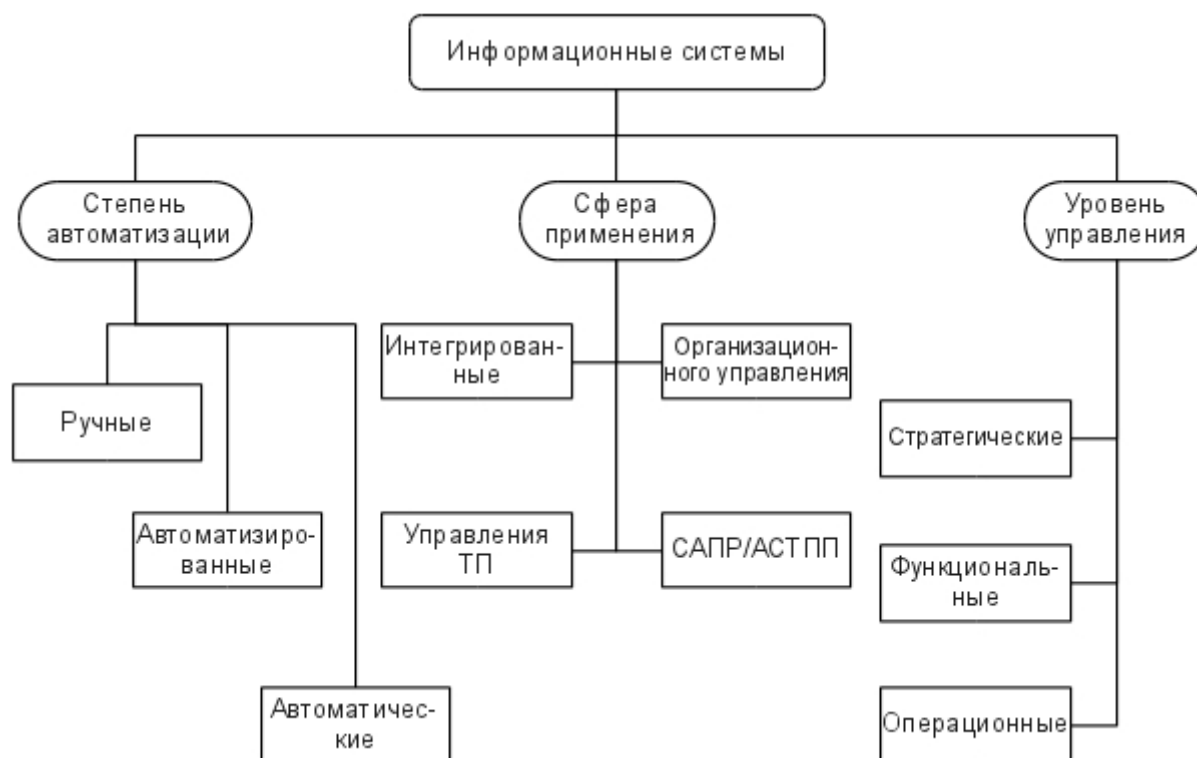 Информационные системы
Степень
автоматизации
Сфера
применения
Уровень
управления
Интегрирован-
ные
Организацион-
ного управления
Ручные
Стратегические
Автоматизиро-
ванные
Управления
ТП
САПР/АСТПП
Функциональ-
ные
Автоматичес-
кие
Операционные